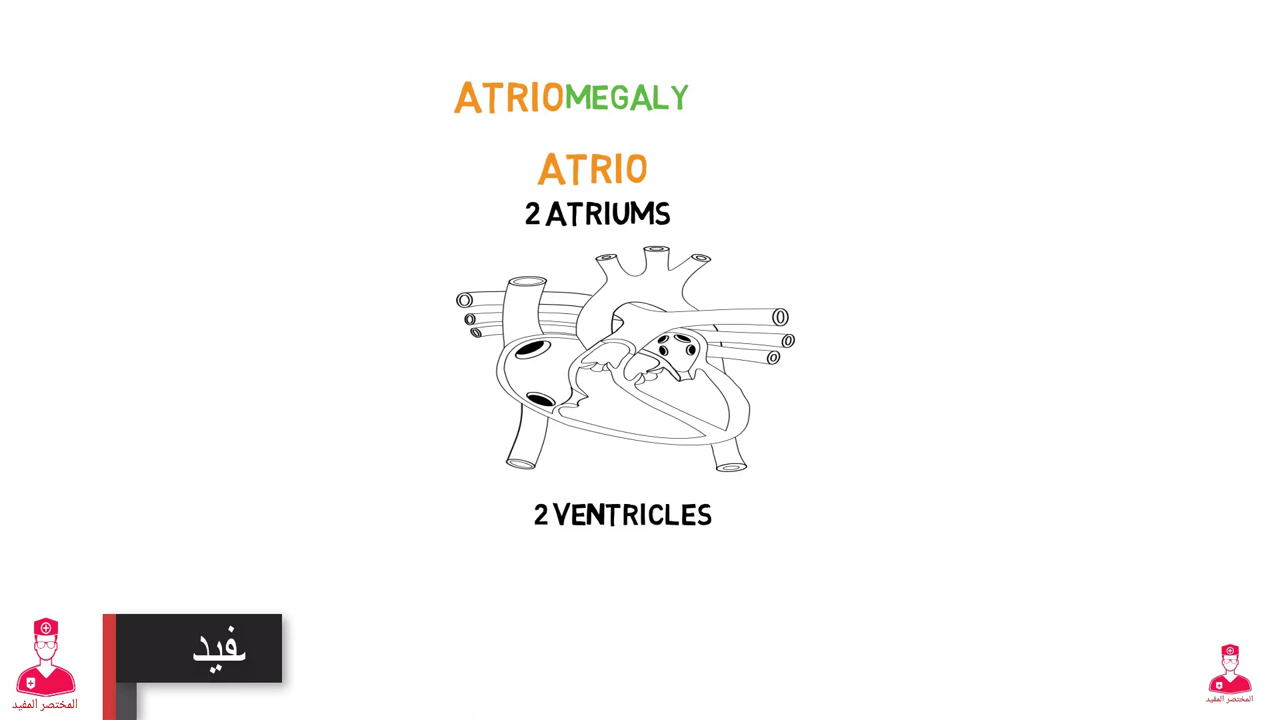 ATRIOMEGALY
ATRIO
2 ATRIUMS
2 VENTRICLES
فيد
المختصر المفيد
المختصر المفيد